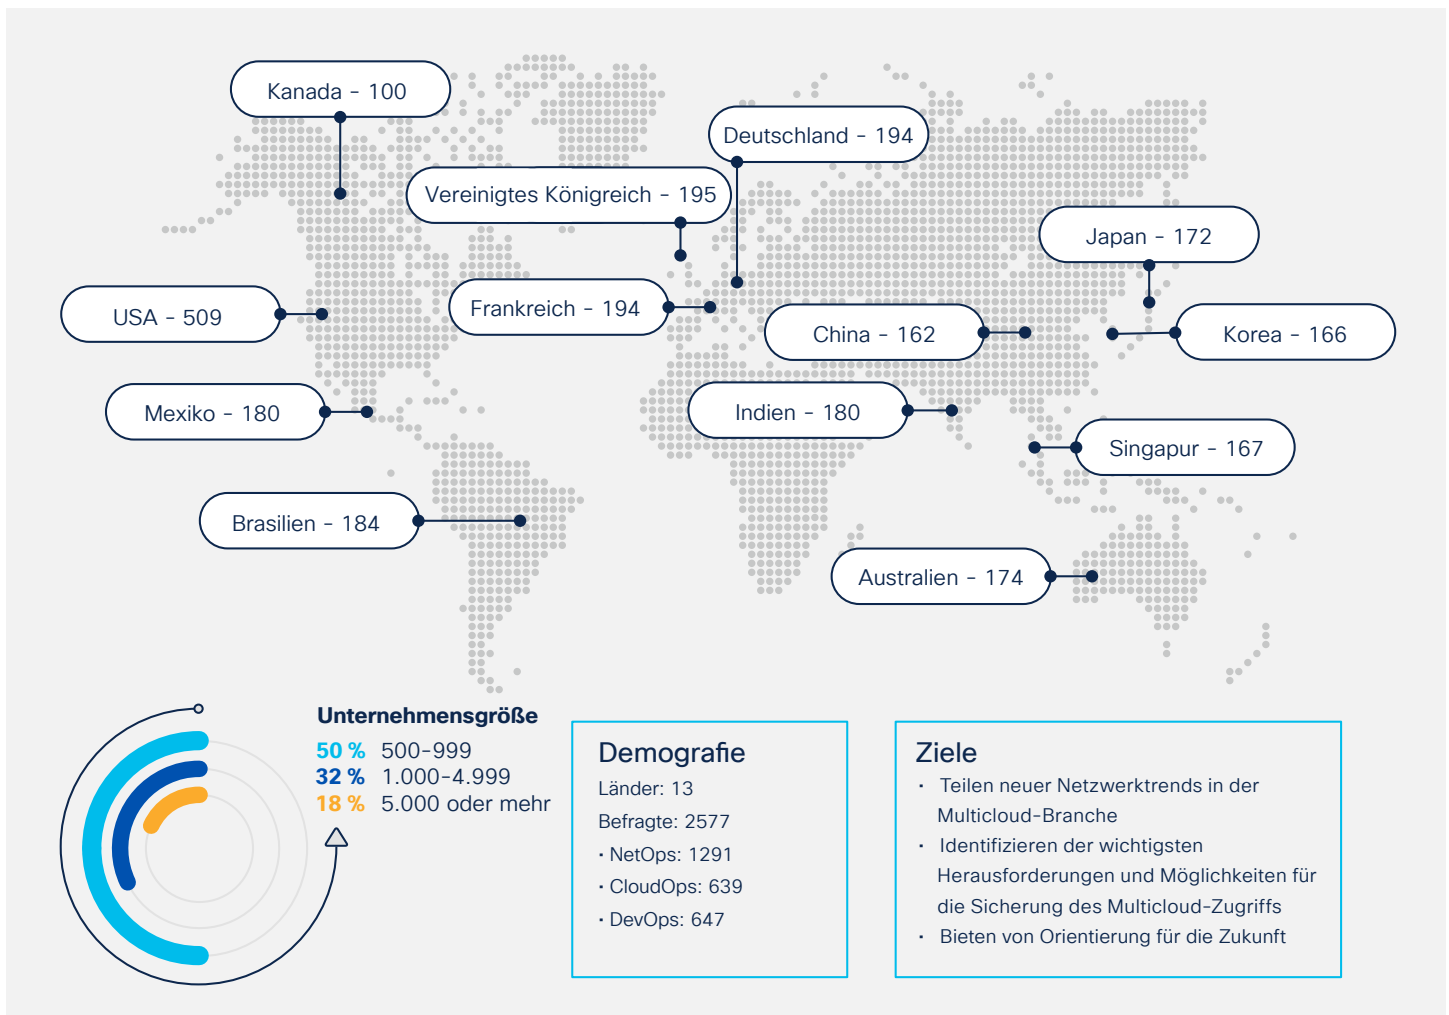 Kanada - 100
Deutschland - 194
Vereinigtes Königreich - 195
Japan - 172
USA - 509
Frankreich - 194
China - 162
Korea - 166
Mexiko - 180
Indien - 180
Singapur - 167
Brasilien - 184
Australien - 174
Unternehmensgröße
50 % 500-999
32 % 1.000-4.999
18 % 5.000 oder mehr
Demografie
Länder: 13
Befragte: 2577
· NetOps: 1291
· CloudOps: 639
· DevOps: 647
Ziele
· Teilen neuer Netzwerktrends in der
Multicloud-Branche
· Identifizieren der wichtigsten
Herausforderungen und Möglichkeiten für
die Sicherung des Multicloud-Zugriffs
· Bieten von Orientierung für die Zukunft